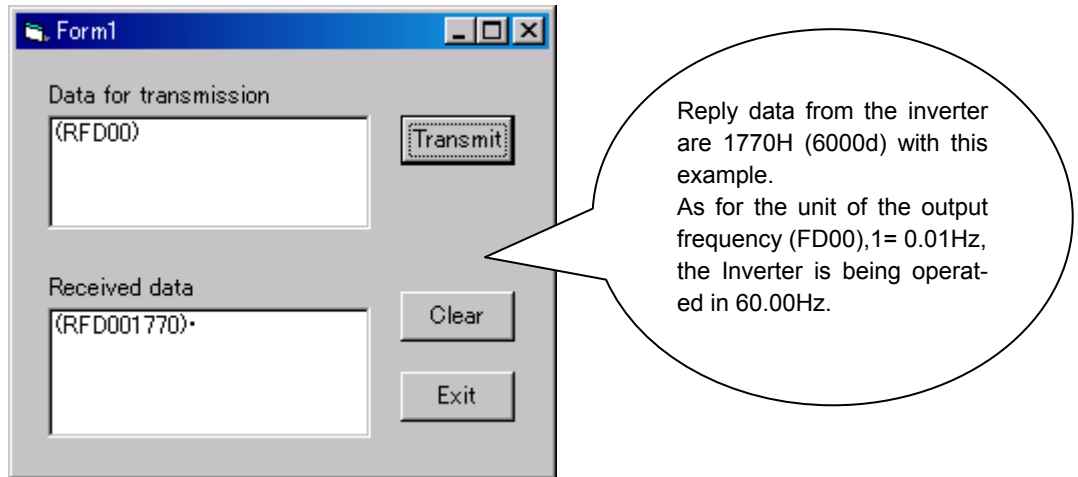 Form1
Data for transmission
(RFD00)
Transmit
Received data
(RFD001770)･
Clear
Exit
Reply data from the inverter
are 1770H (6000d) with this
example.
As for the unit of the output
frequency (FD00),1= 0.01Hz,
the Inverter is being operat-
ed in 60.00Hz.